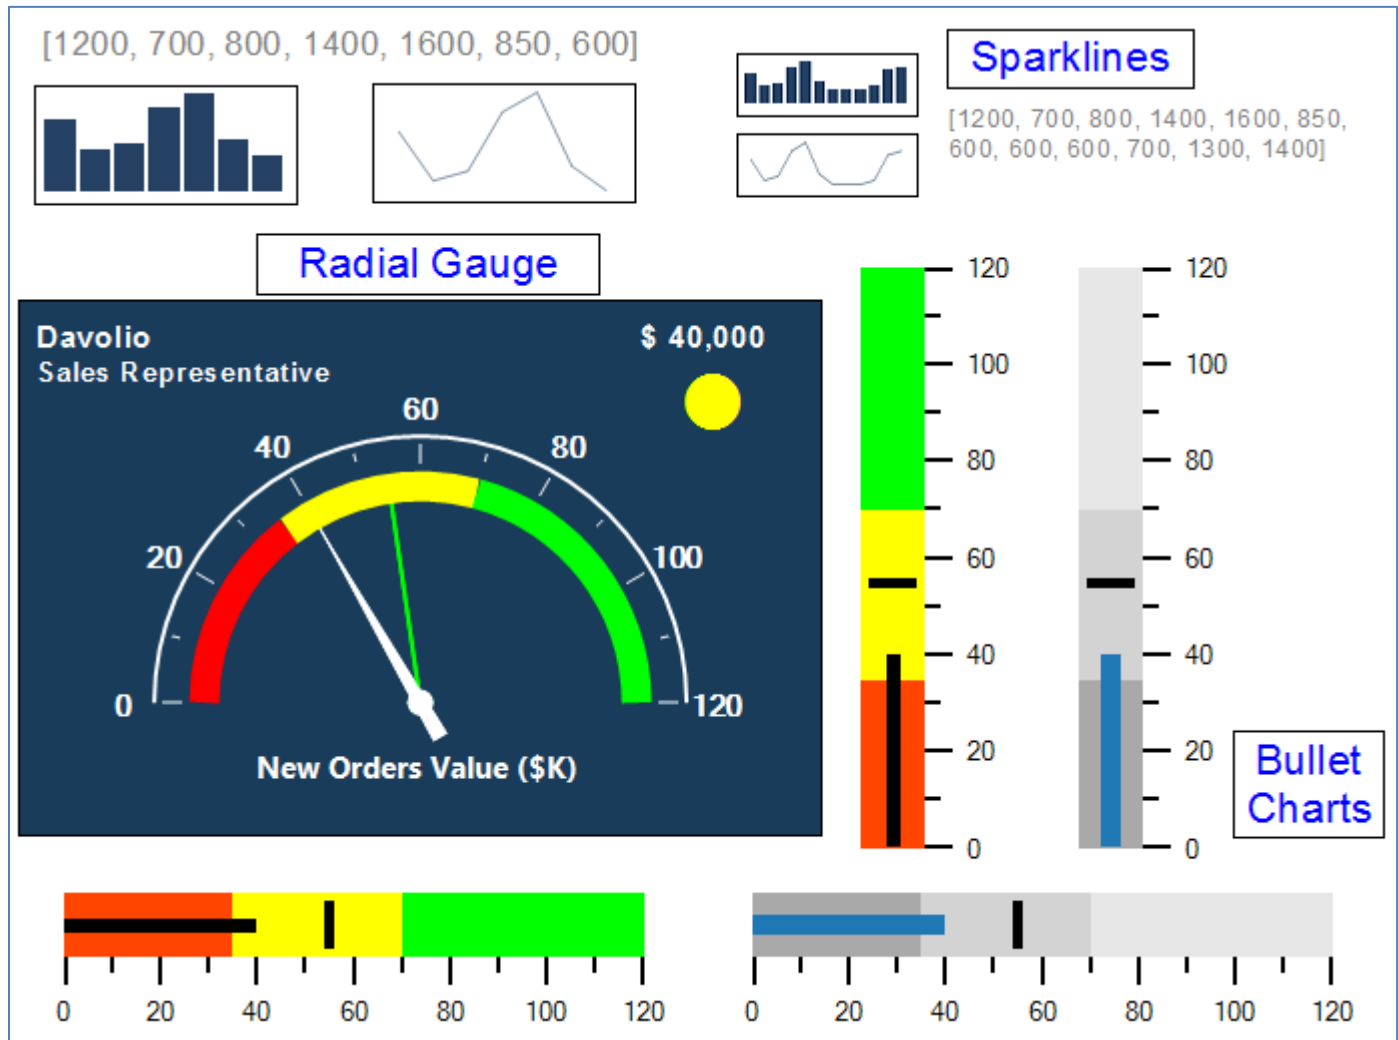 [1200, 700, 800, 1400, 1600, 850, 600]
Sparklines
[1200, 700, 800, 1400, 1600, 850,
600, 600, 600, 700, 1300, 1400]
Radial Gauge
Davolio
$ 40,000
Sales Representative
0
20
40
60
80
100
120
New Orders Value ($K)
120
100
80
60
40
20
0
120
100
80
60
40
20
0
Bullet
Charts
0 20 40 60 80 100 120
0 20 40 60 80 100 120